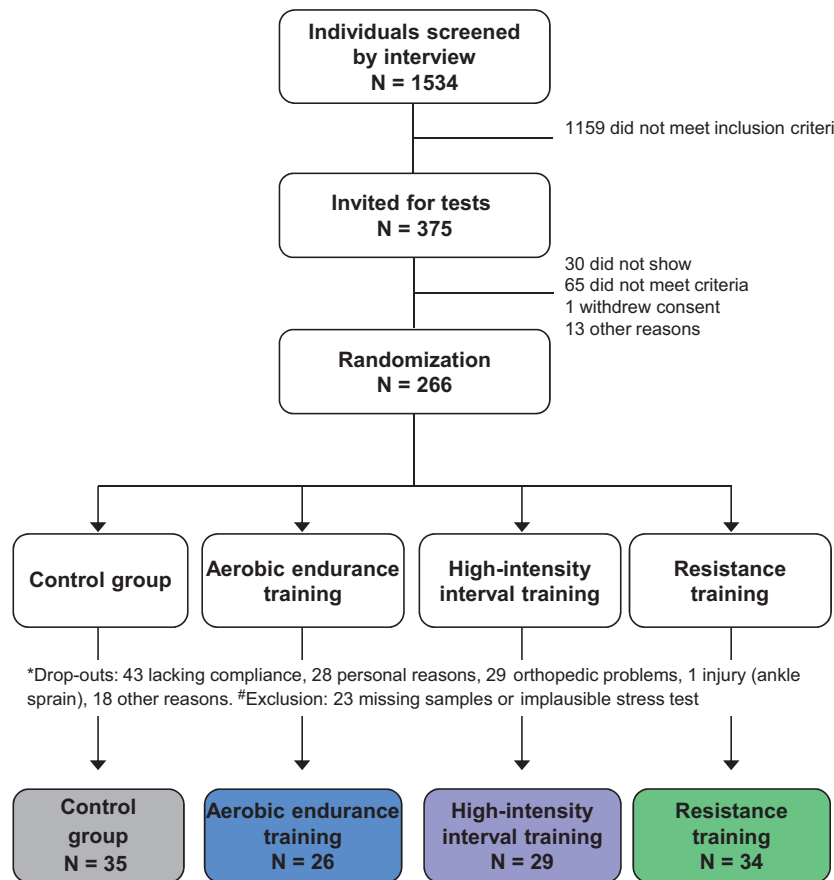 Individuals screened
by interview
N = 1534
1159 did not meet inclusion criteri
Invited for tests
N = 375
30 did not show
65 did not meet criteria
1 withdrew consent
13 other reasons
Randomization
N = 266
Control group
Aerobic endurance
training
High-intensity
interval training
Resistance
training
*Drop-outs: 43 lacking compliance, 28 personal reasons, 29 orthopedic problems, 1 injury (ankle
sprain), 18 other reasons. #Exclusion: 23 missing samples or implausible stress test
Control
group
N = 35
Aerobic endurance
training
N = 26
High-intensity
interval training
N = 29
Resistance
training
N = 34